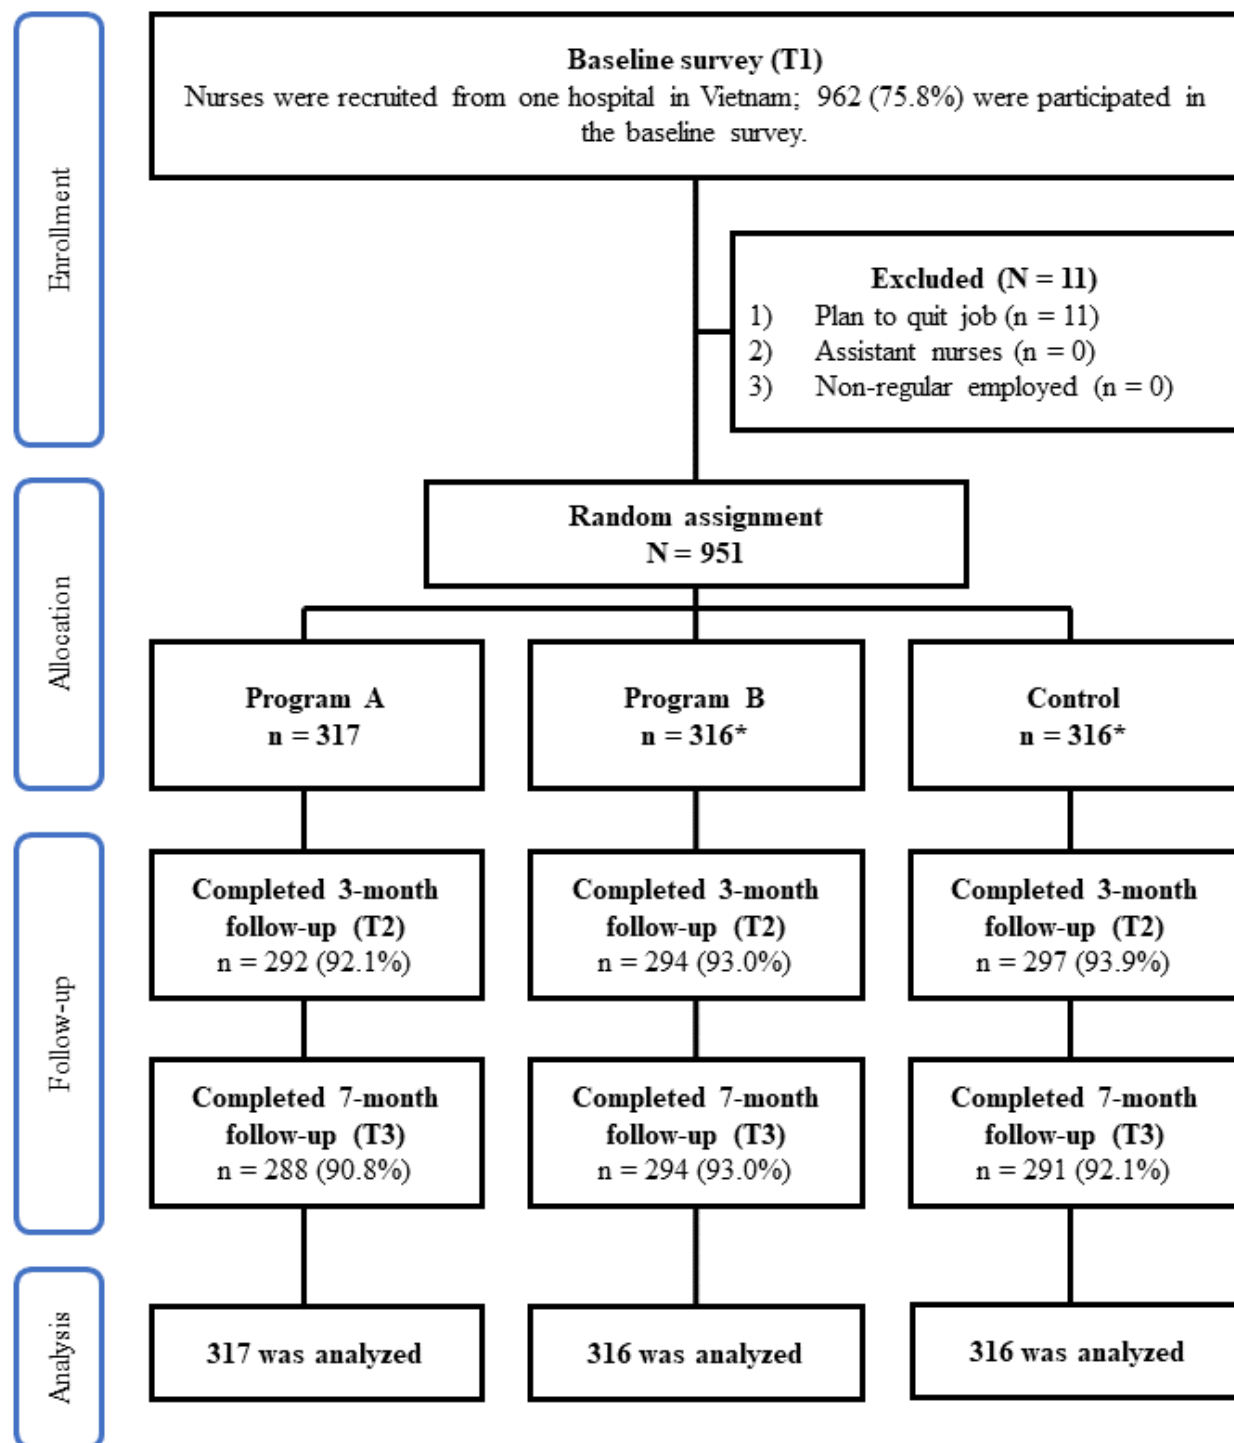 Enrollment
Baseline survey (T1)
Nurses were recruited from one hospital in Vietnam; 962 (75.8%) were participated in
the baseline survey.
Excluded (N = 11)
1) Plan to quit job (n = 11)
2) Assistant nurses (n = 0)
3) Non-regular employed (n = 0)
Allocation
Random assignment
N = 951
Program A
n = 317
Program B
n = 316*
Control
n = 316*
Follow-up
Completed 3-month
follow-up (T2)
n = 292 (92.1%)
Completed 3-month
follow-up (T2)
n = 294 (93.0%)
Completed 3-month
follow-up (T2)
n = 297 (93.9%)
Completed 7-month
follow-up (T3)
n = 288 (90.8%)
Completed 7-month
follow-up (T3)
n = 294 (93.0%)
Completed 7-month
follow-up (T3)
n = 291 (92.1%)
Analysis
317 was analyzed
316 was analyzed
316 was analyzed